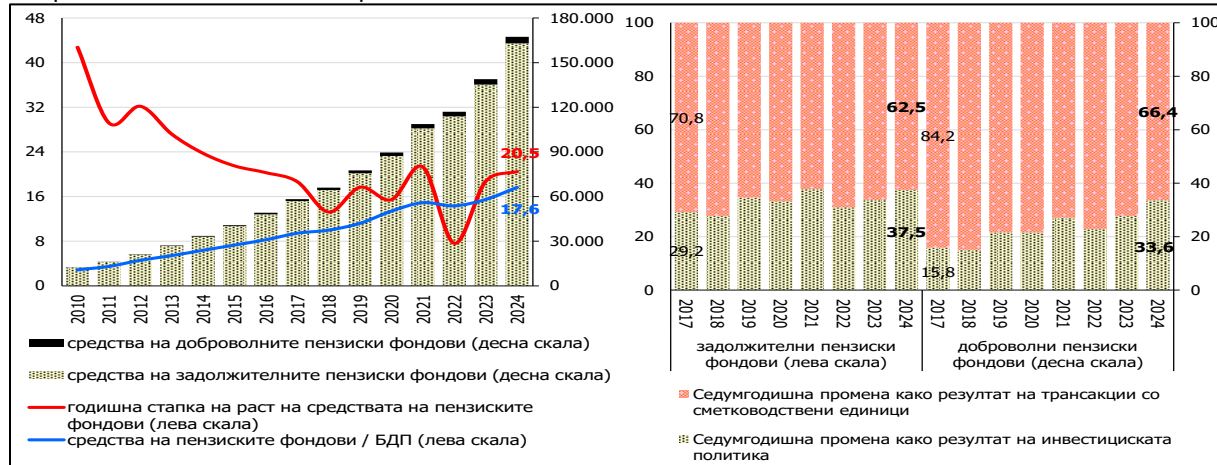 48
40
32
24
16
8
0
180.000
150.000
120.000
90.000
60.000
30.000
0
20,5
17,6
2010 2011 2012 2013 2014 2015 2016 2017 2018 2019 2020 2021 2022 2023 2024
средства на доброволните пензиски фондови (десна скала)
средства на задолжителните пензиски фондови (десна скала)
годишна стапка на раст на средствата на пензиските
фондови (лева скала)
средства на пензиските фондови / БДП (лева скала)
100
80
60
40
20
0
100
80
60
40
20
0
70,8
62,5
84,2
66,4
29,2
37,5
15,8
33,6
2017 2018 2019 2020 2021 2022 2023 2024 2017 2018 2019 2020 2021 2022 2023 2024
задолжителни пензиски
фондови (лева скала)
доброволни пензиски
фондови (десна скала)
Седумгодишна промена како резултат на трансакции со
сметководствени единици
Седумгодишна промена како резултат на инвестициската
политика